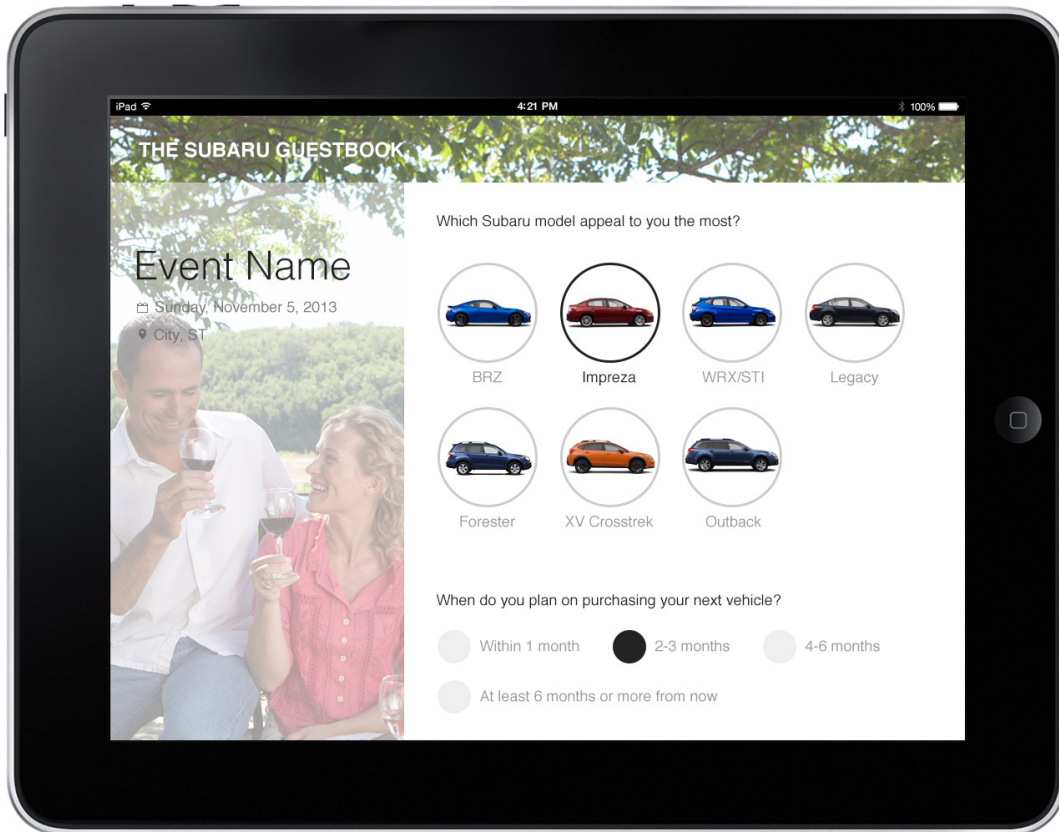 iPad 4:21 PM 100%
THE SUBARU GUESTBOOK
Event Name
Sunday, November 5, 2013
City, ST
Which Subaru model appeal to you the most?
BRZ Impreza WRX/STI Legacy
Forester XV Crosstrek Outback
When do you plan on purchasing your next vehicle?
Within 1 month 2-3 months 4-6 months
At least 6 months or more from now